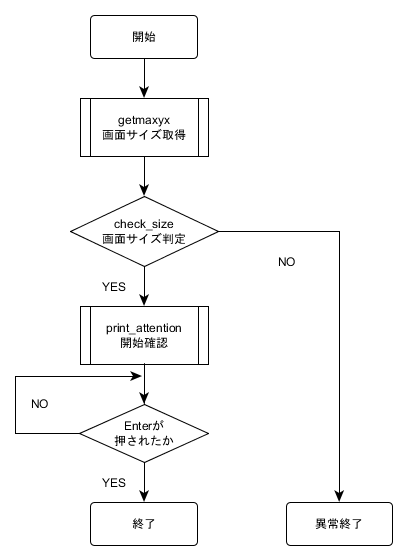 開始
getmaxyx
画面サイズ取得
check_size
画面サイズ判定
NO
YES
print_attention
開始確認
NO
Enterが
押されたか
YES
終了
異常終了